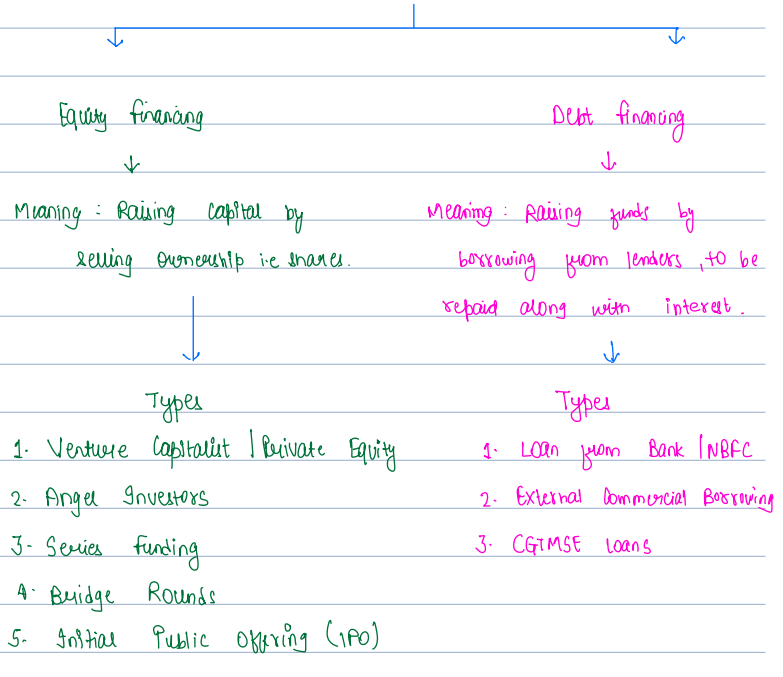 Equity financing
↓
Meaning : Raising capital by
selling ownership i.e shares.
Types
1. Venture Capitalist / Private Equity
2. Angel Investors
3- Series funding
4. Bridge Rounds
5. Initial Public Offering (IPO)
Debt financing
↓
Meaning : Raising funds by
borrowing from lenders, to be
repaid along with interest.
↓
Types
1. Loan from Bank / NBFC
2. External Commercial Borrowing
3. CGTMSE loans